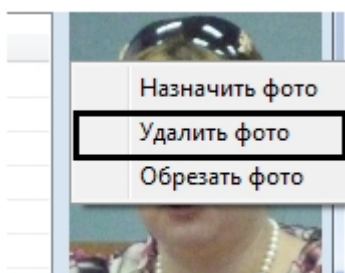 Назначить фото
Удалить фото
Обрезать фото